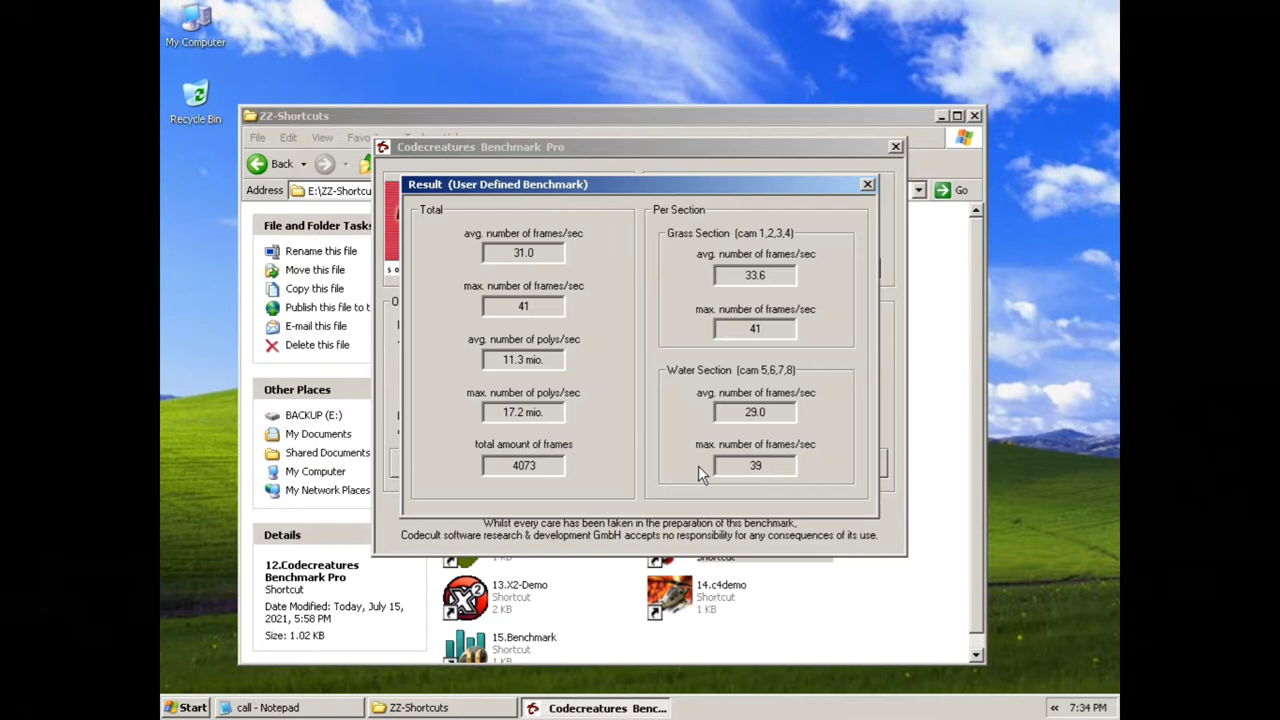 My Computer
Recycle Bin
ZZ-Shortcuts
File Edit View Favo
Back
Address E:\ZZ-Shortcu
Go
File and Folder Tasks
Rename this file
Move this file
Copy this file
Publish this file to t
E-mail this file
Delete this file
Other Places
BACKUP (E:)
My Documents
Shared Documents
My Computer
My Network Places
Details
12.Codecreatures
Benchmark Pro
Shortcut
Date Modified: Today, July 15,
2021, 5:58 PM
Size: 1.02 KB
Codecreatures Benchmark Pro
Result (User Defined Benchmark)
Total
avg. number of frames/sec
31.0
max. number of frames/sec
41
avg. number of polys/sec
11.3 mio.
max. number of polys/sec
17.2 mio.
total amount of frames
4073
Per Section
Grass Section (cam 1,2,3,4)
avg. number of frames/sec
33.6
max. number of frames/sec
41
Water Section (cam 5,6,7,8)
avg. number of frames/sec
29.0
max. number of frames/sec
39
Whilst every care has been taken in the preparation of this benchmark,
Codecult software research & development GmbH accepts no responsibility for any consequences of its use.
13.X2-Demo
Shortcut
2 KB
14.c4demo
Shortcut
1 KB
15.Benchmark
Shortcut
1 KB
Start
call - Notepad
ZZ-Shortcuts
Codecreatures Benc...
7:34 PM